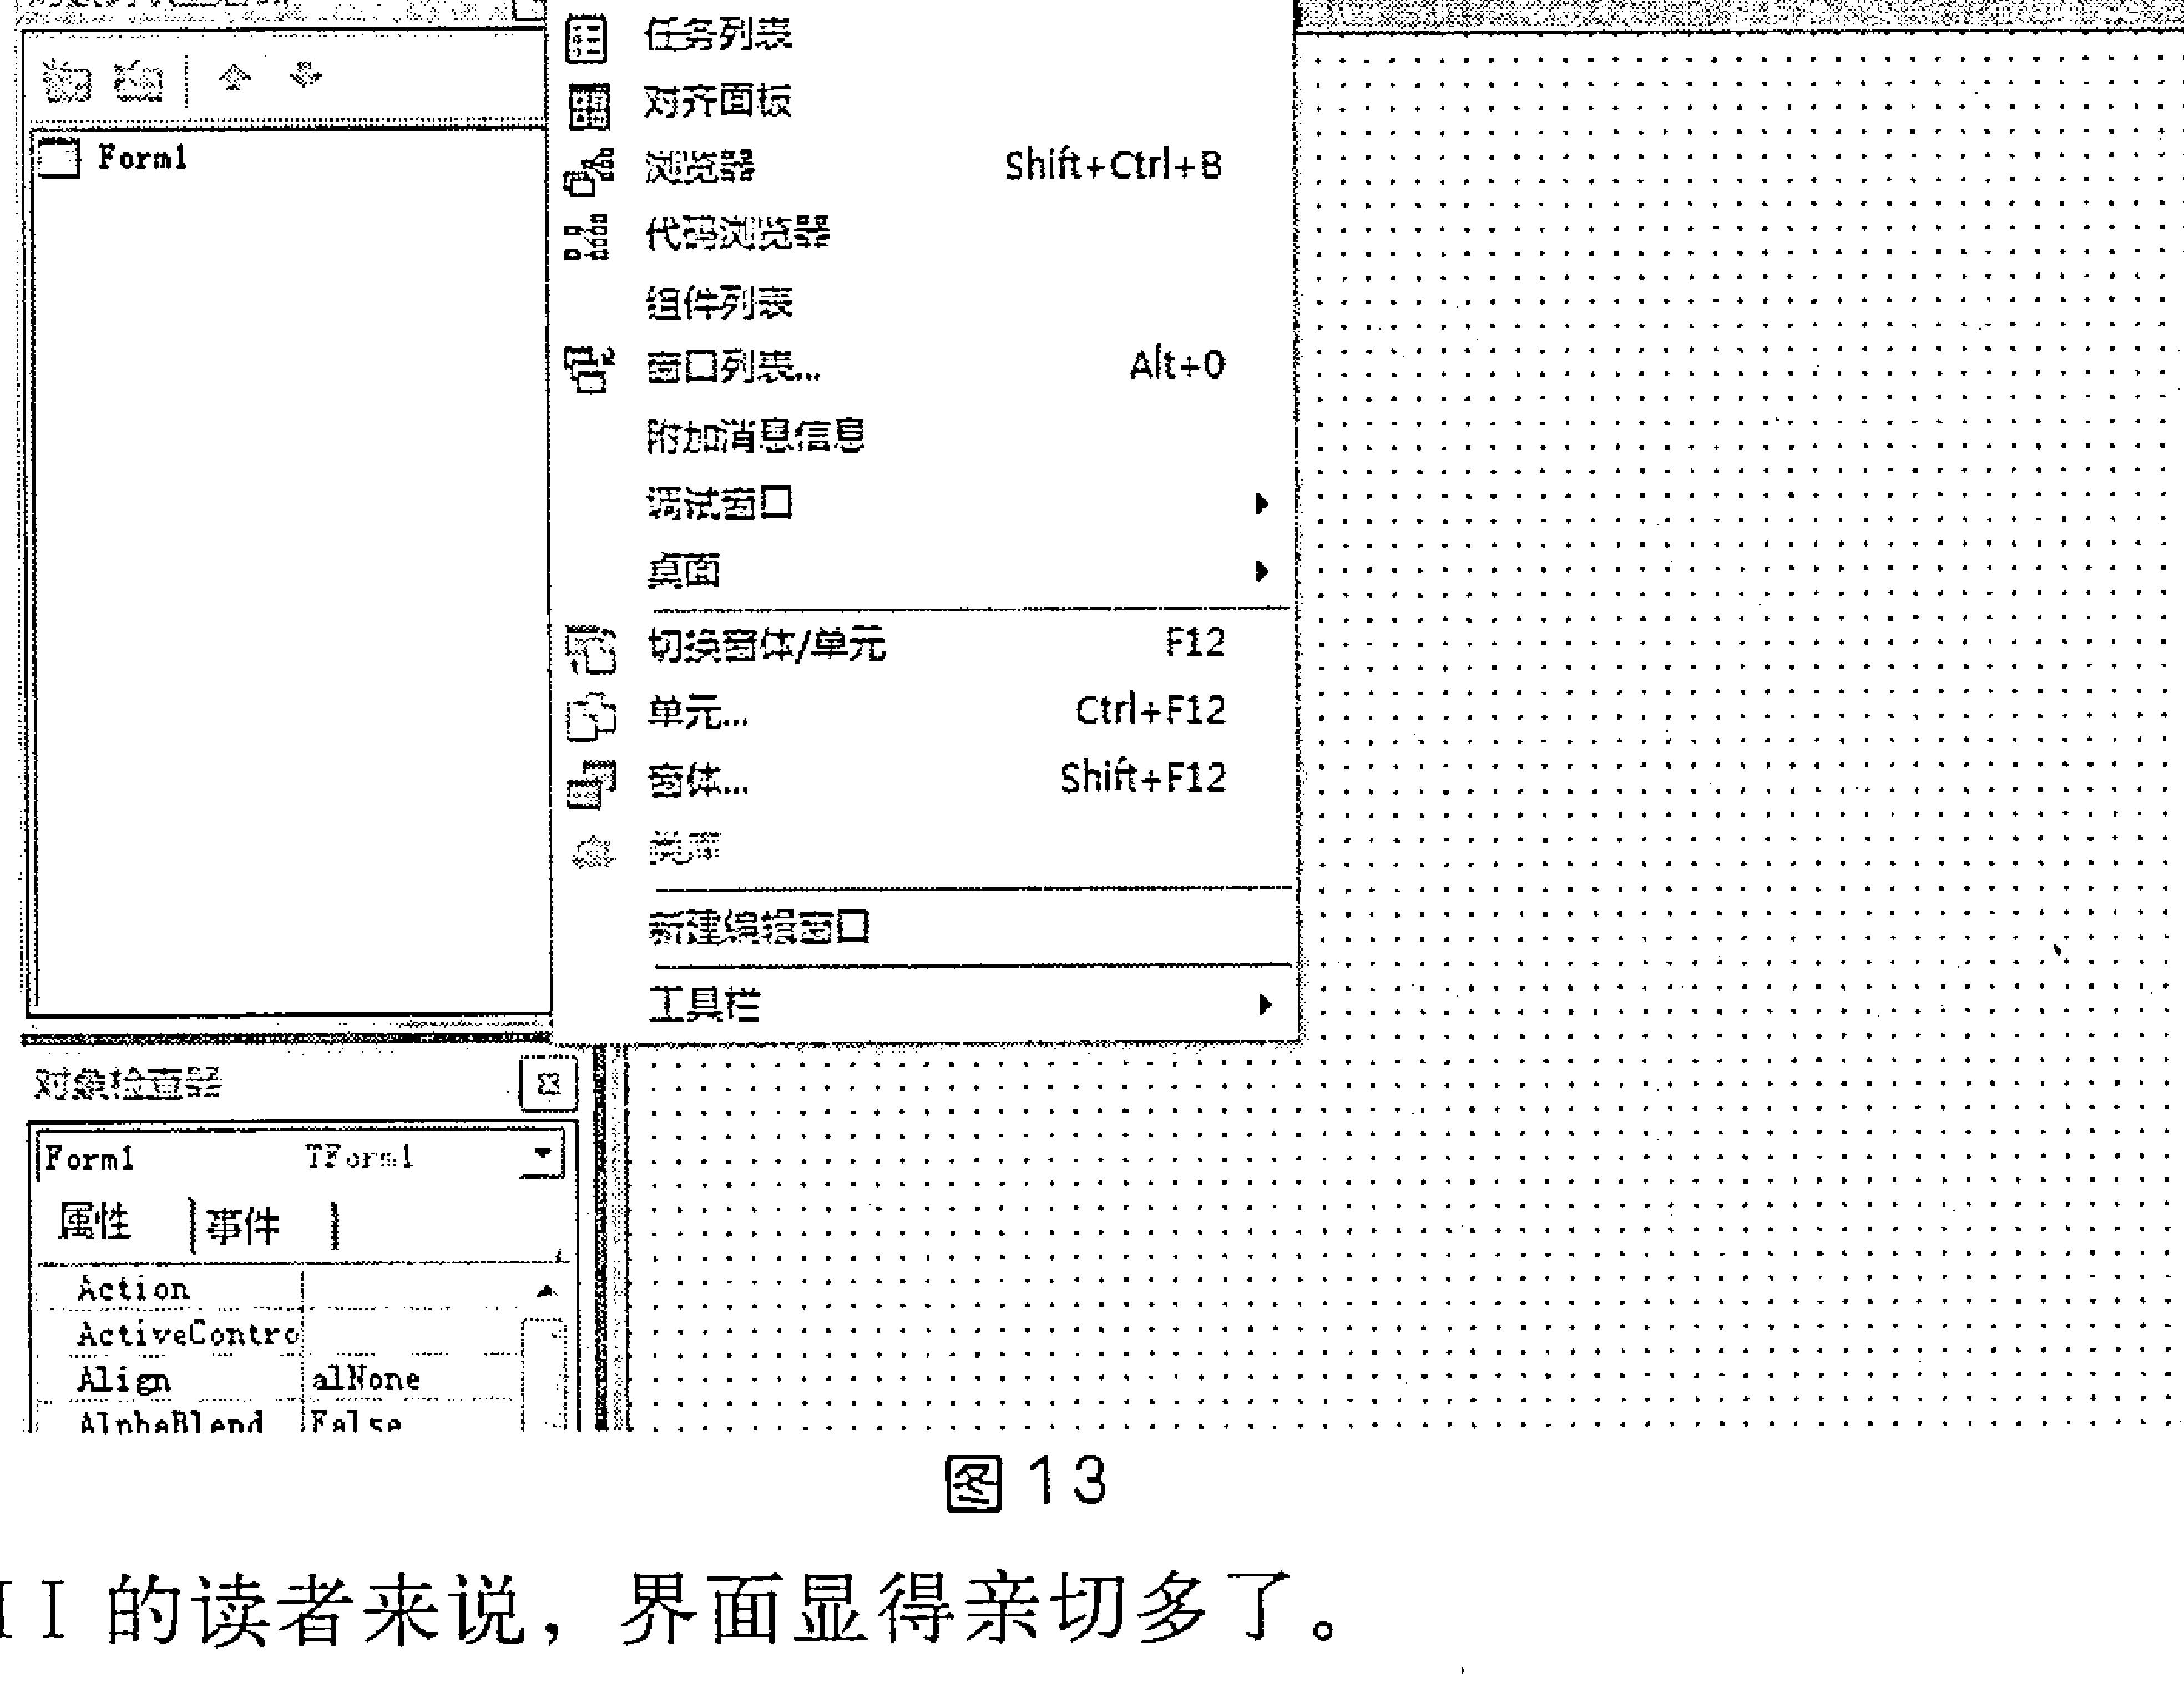 任务列表
对齐面板
Form1
浏览器 Shift+Ctrl+B
代码浏览器
组件列表
窗口列表... Alt+0
附加消息信息
调试窗口
桌面
切换窗体/单元 F12
单元... Ctrl+F12
窗体... Shift+F12
新建编辑窗口
工具栏
对象检查器
Form1 TForm1
属性 事件
Action
ActiveContro
Align alNone
AlphaBlend False
图13
II的读者来说，界面显得亲切多了。